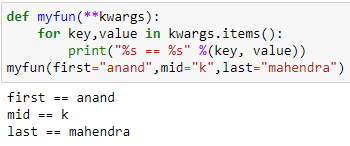 def myfun(**kwargs):
    for key,value in kwargs.items():
        print("%s == %s" %(key, value))
myfun(first="anand",mid="k",last="mahendra")
first == anand
mid == k
last == mahendra